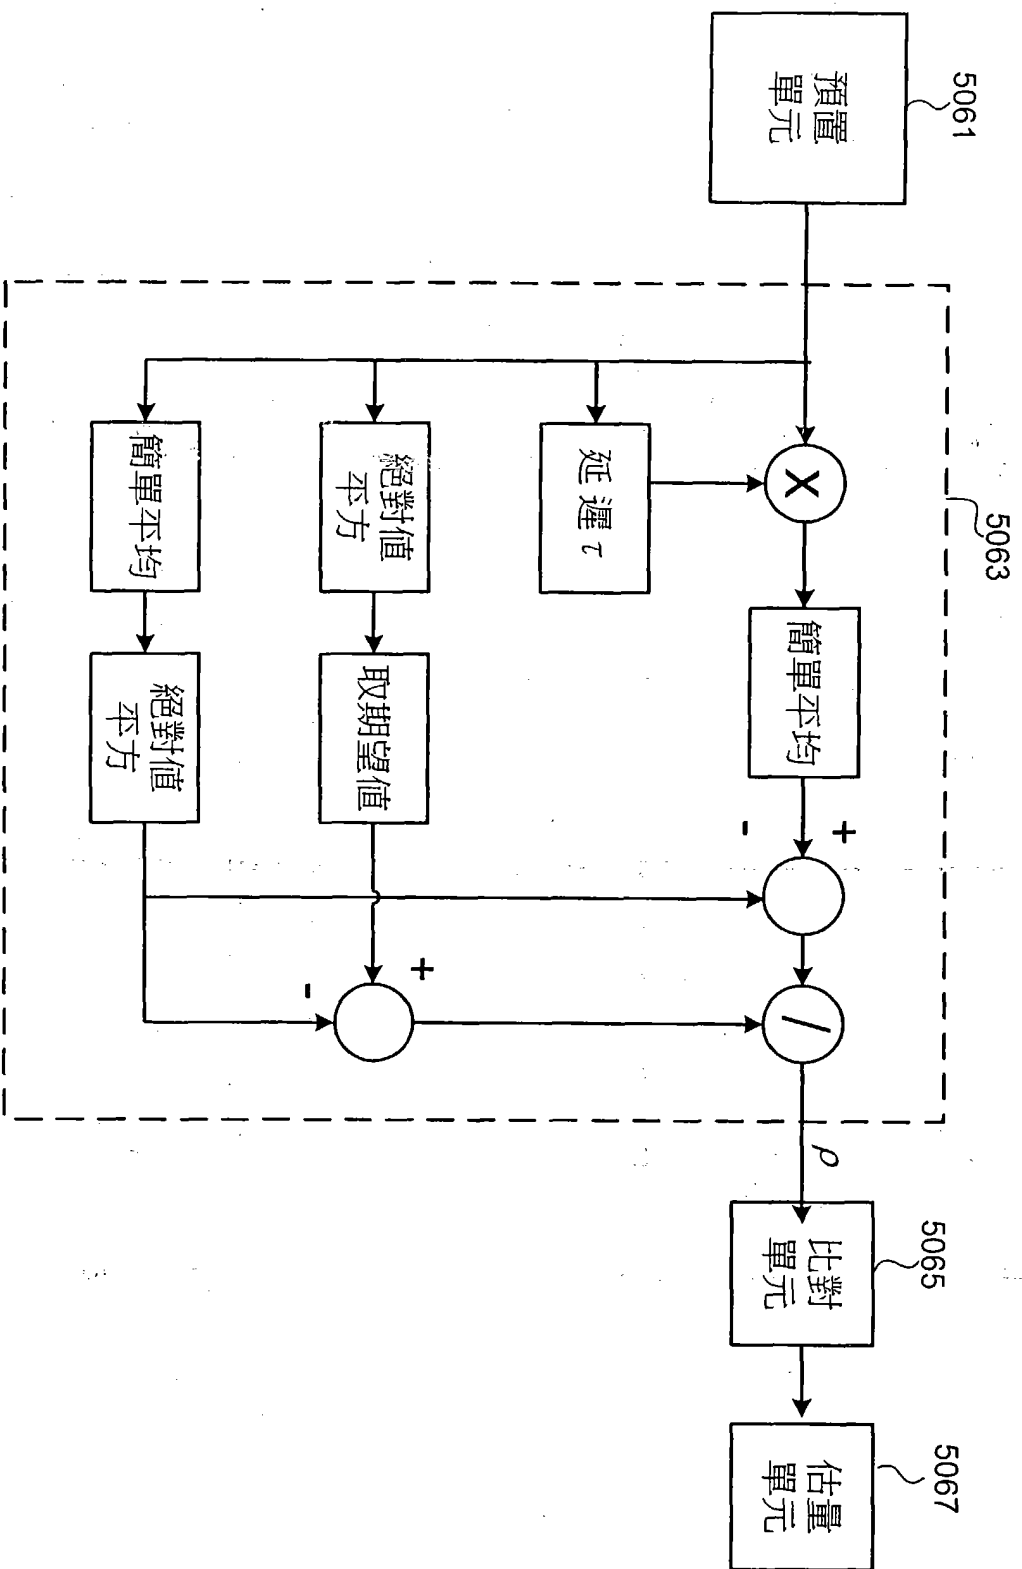 5061
預置
單元
5063
X
簡單平均
+
-
/
延遲τ
絕對值
平方
取期望值
+
-
簡單平均
絕對值
平方
ρ
5065
比對
單元
5067
估量
單元